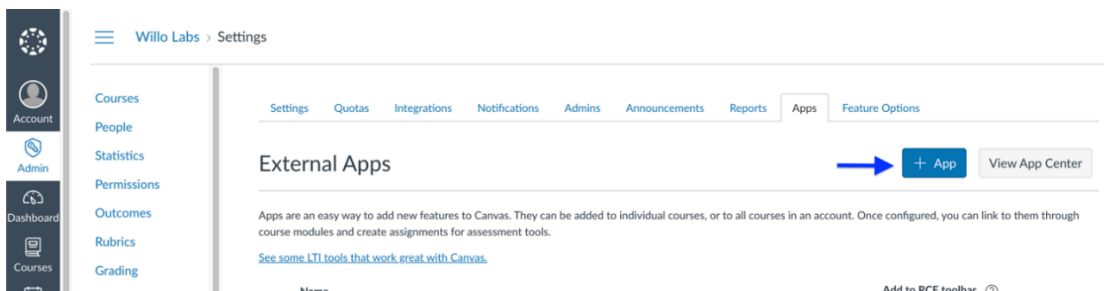 Willo Labs > Settings
Account
Admin
Dashboard
Courses
Courses
People
Statistics
Permissions
Outcomes
Rubrics
Grading
Settings Quotas Integrations Notifications Admins Announcements Reports Apps Feature Options
External Apps
+ App View App Center
Apps are an easy way to add new features to Canvas. They can be added to individual courses, or to all courses in an account. Once configured, you can link to them through
course modules and create assignments for assessment tools.
See some LTI tools that work great with Canvas.
Name Add to RCE toolbar ?